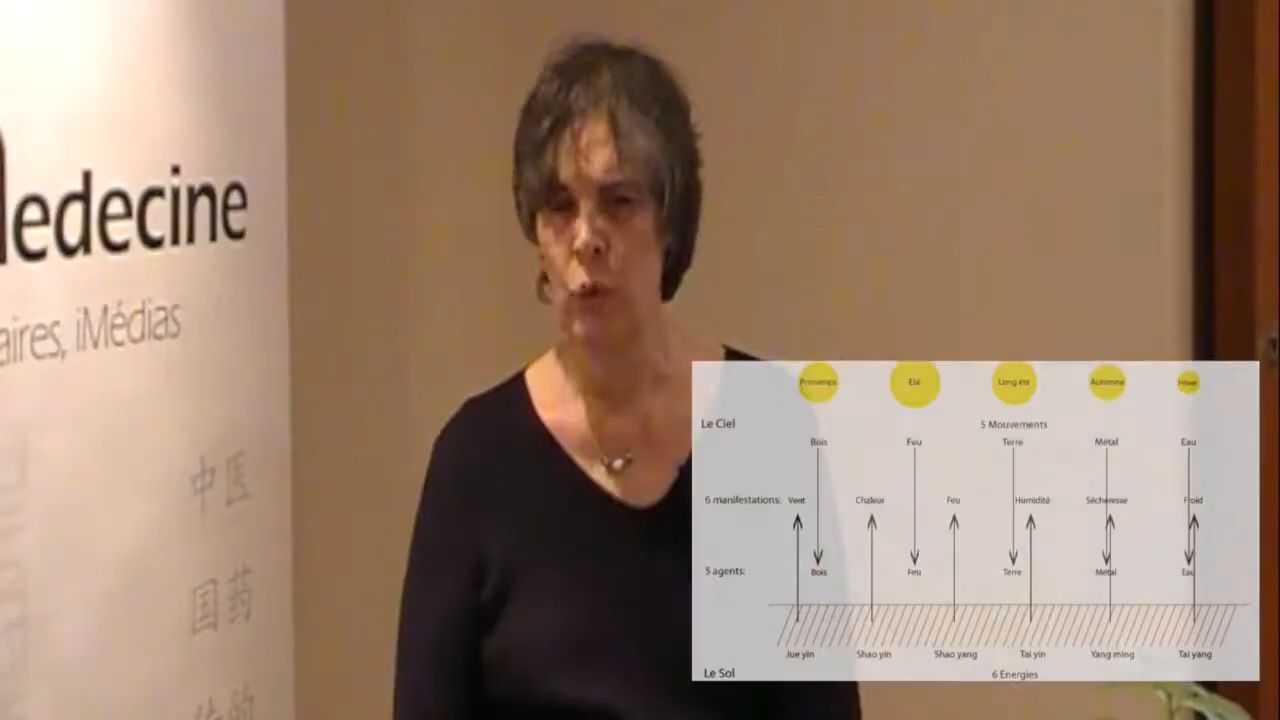 ledecine
aires, iMédias
中医
国药
Printemps Eté Long été Automne Hiver
Le Ciel 5 Mouvements
Bois Feu Terre Métal Eau
6 manifestations: Vent Chaleur Feu Humidité Sécheresse Froid
5 agents: Bois Feu Terre Métal Eau
Jue yin Shao yin Shao yang Tai yin Yang ming Tai yang
Le Sol 6 Energies